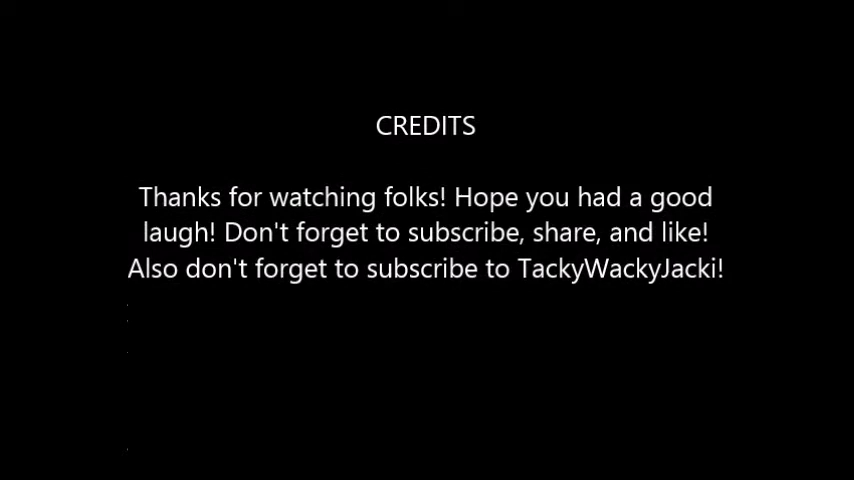 CREDITS
Thanks for watching folks! Hope you had a good
laugh! Don't forget to subscribe, share, and like!
Also don't forget to subscribe to TackyWackyJacki!